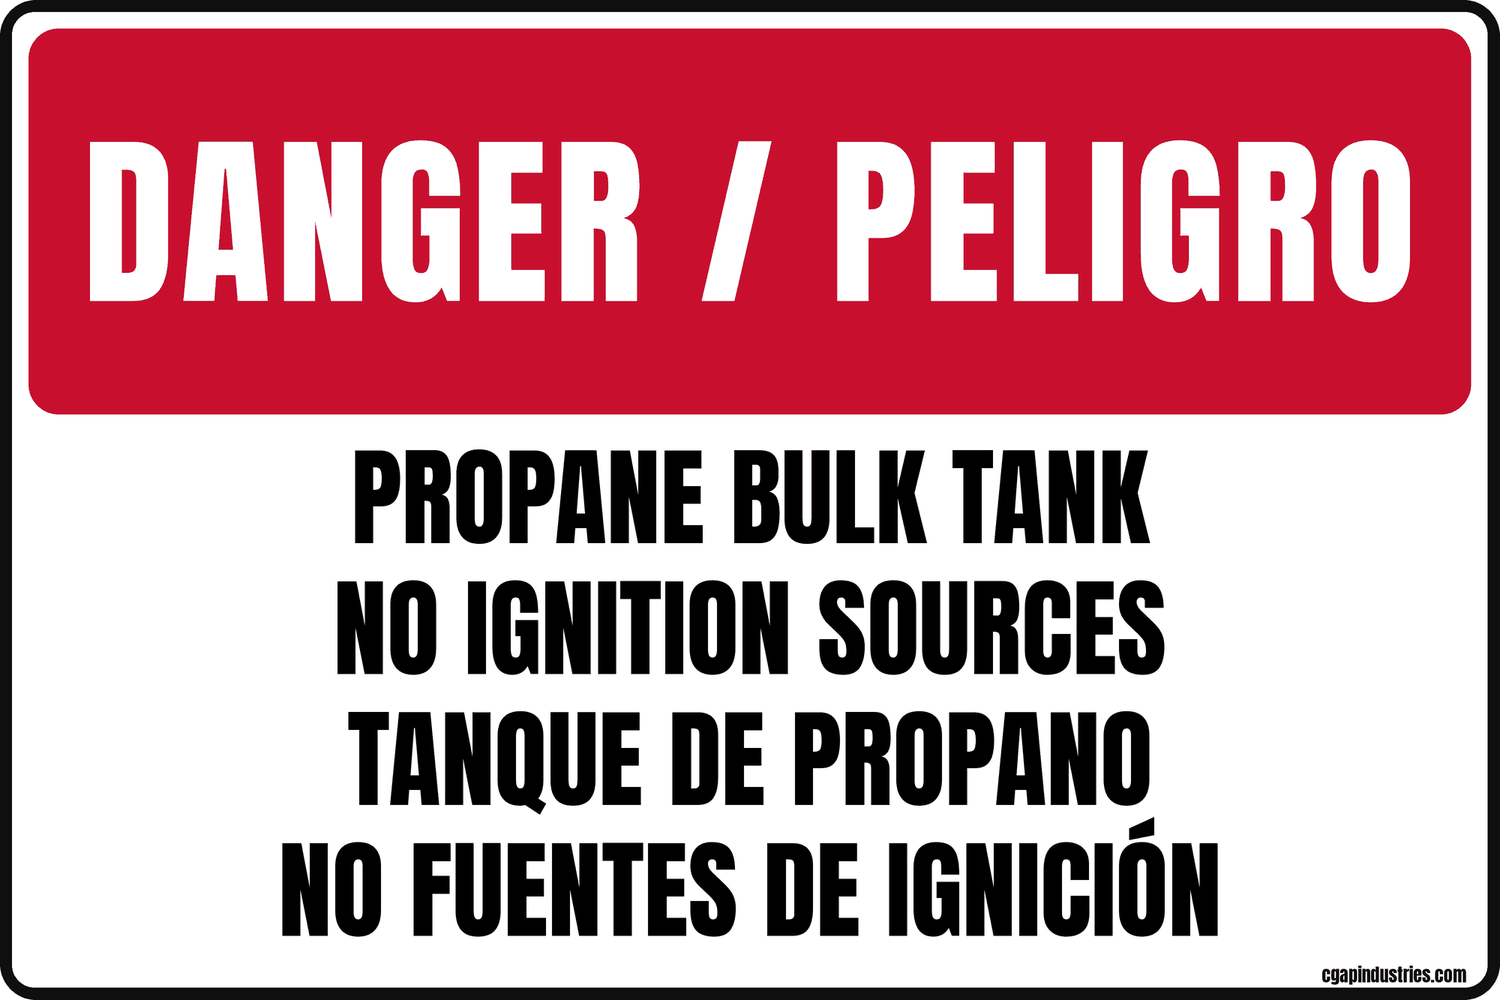 DANGER / PELIGRO
PROPANE BULK TANK
NO IGNITION SOURCES
TANQUE DE PROPANO
NO FUENTES DE IGNICIÓN
cgapindustries.com